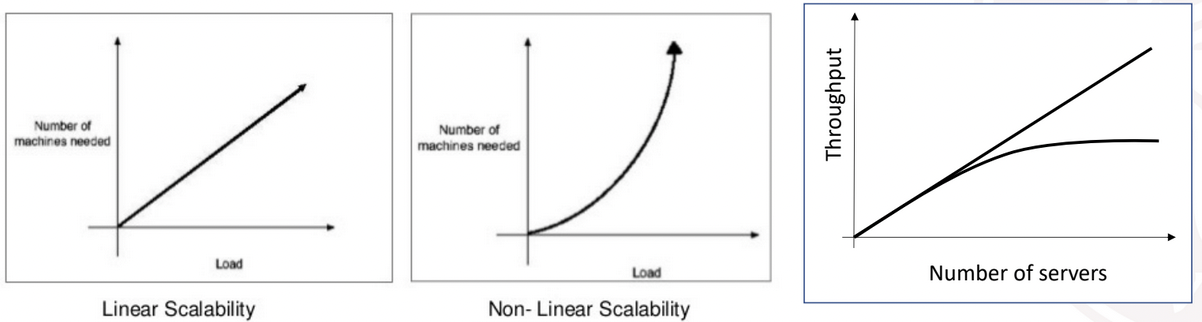 Number of
machines needed
Load
Linear Scalability
Number of
machines needed
Load
Non- Linear Scalability
Throughput
Number of servers